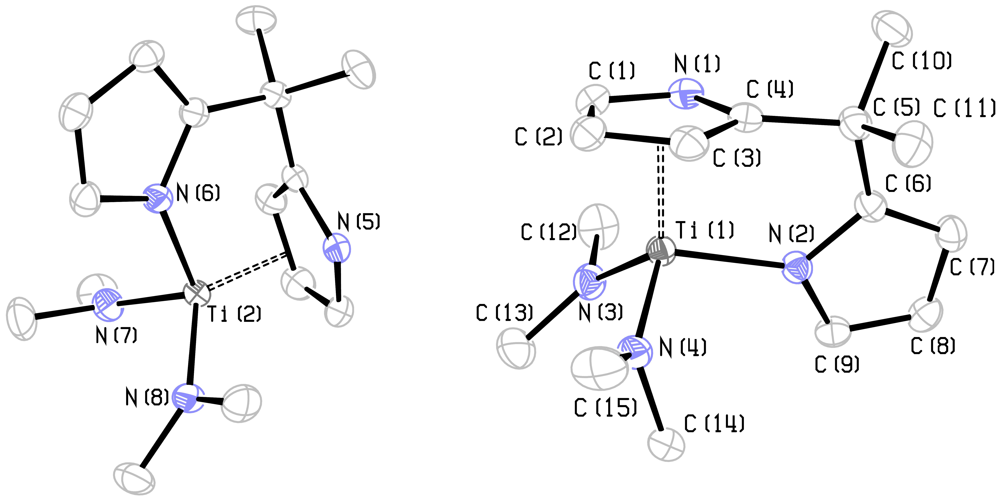 N(6)
N(5)
Ti(2)
N(7)
N(8)
C(10)
C(1)
N(1)
C(4)
C(5)
C(11)
C(2)
C(3)
C(6)
C(12)
Ti(1)
N(2)
C(7)
C(13)
N(3)
N(4)
C(8)
C(9)
C(15)
C(14)